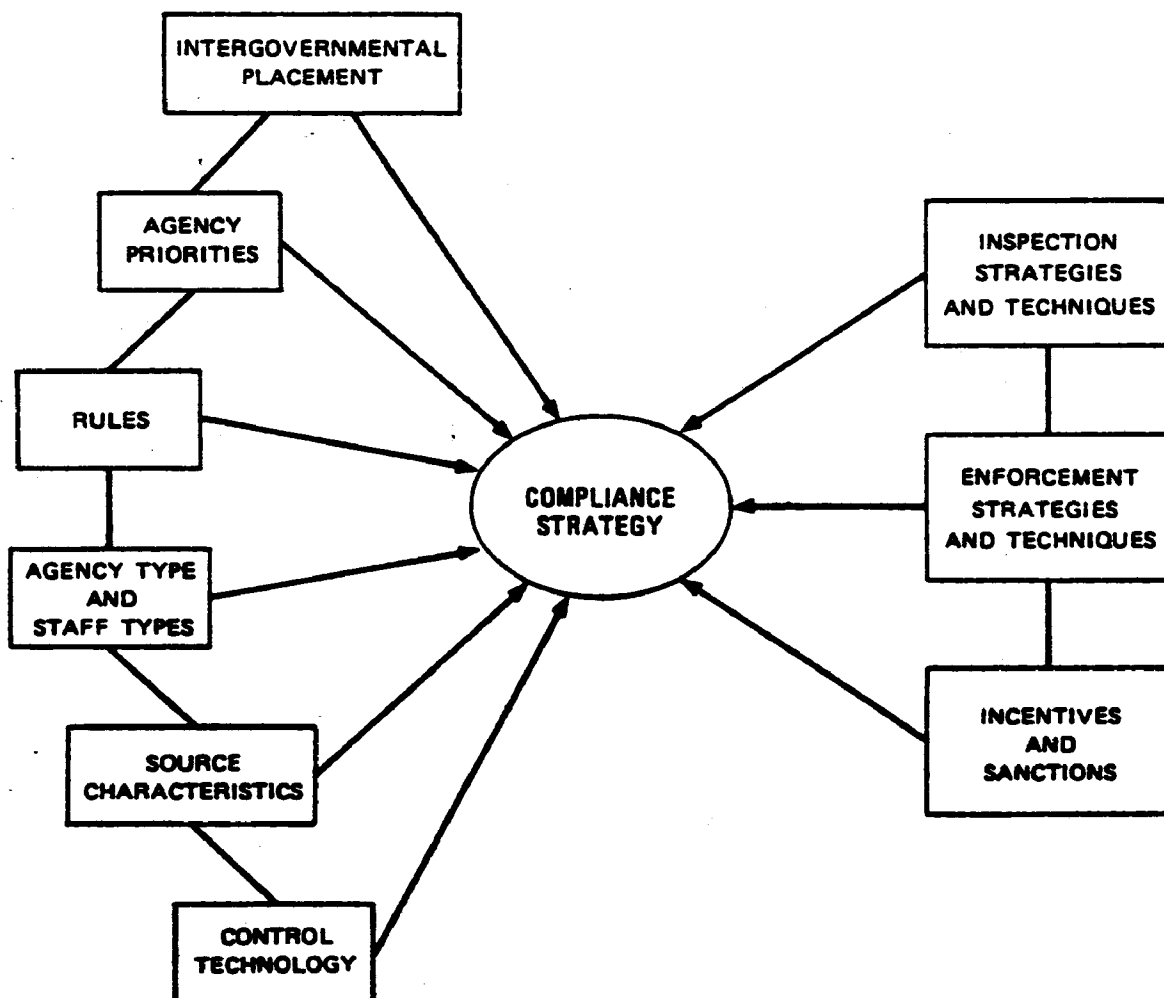 INTERGOVERNMENTAL
PLACEMENT
AGENCY
PRIORITIES
RULES
AGENCY TYPE
AND
STAFF TYPES
SOURCE
CHARACTERISTICS
CONTROL
TECHNOLOGY
COMPLIANCE
STRATEGY
INSPECTION
STRATEGIES
AND TECHNIQUES
ENFORCEMENT
STRATEGIES
AND TECHNIQUES
INCENTIVES
AND
SANCTIONS